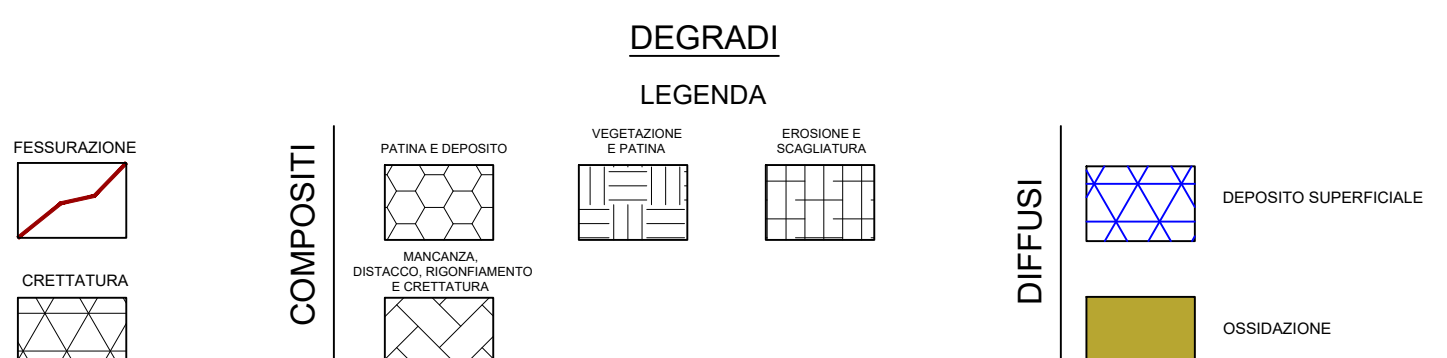 DEGRADI
LEGENDA
FESSURAZIONE
CRETTATURA
COMPOSITI
PATINA E DEPOSITO
VEGETAZIONE
E PATINA
EROSIONE E
SCAGLIATURA
MANCANZA,
DISTACCO, RIGONFIAMENTO
E CRETTATURA
DIFFUSI
DEPOSITO SUPERFICIALE
OSSIDAZIONE